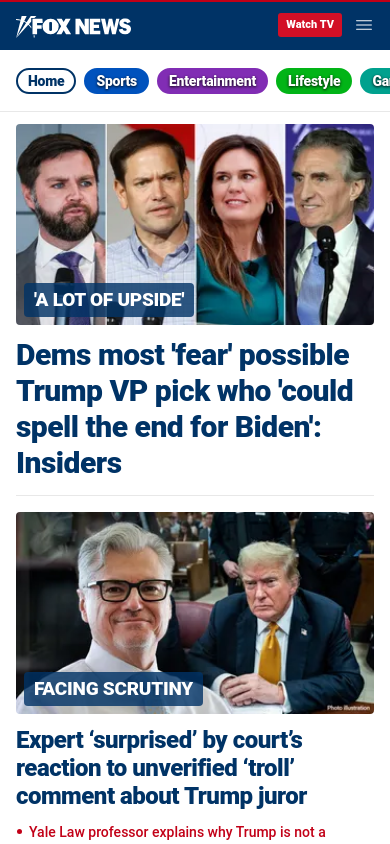 FOX NEWS
Watch TV
Home
Sports
Entertainment
Lifestyle
Ga
'A LOT OF UPSIDE'
Dems most 'fear' possible
Trump VP pick who 'could
spell the end for Biden':
Insiders
FACING SCRUTINY
Photo illustration
Expert ‘surprised’ by court’s
reaction to unverified ‘troll’
comment about Trump juror
• Yale Law professor explains why Trump is not a